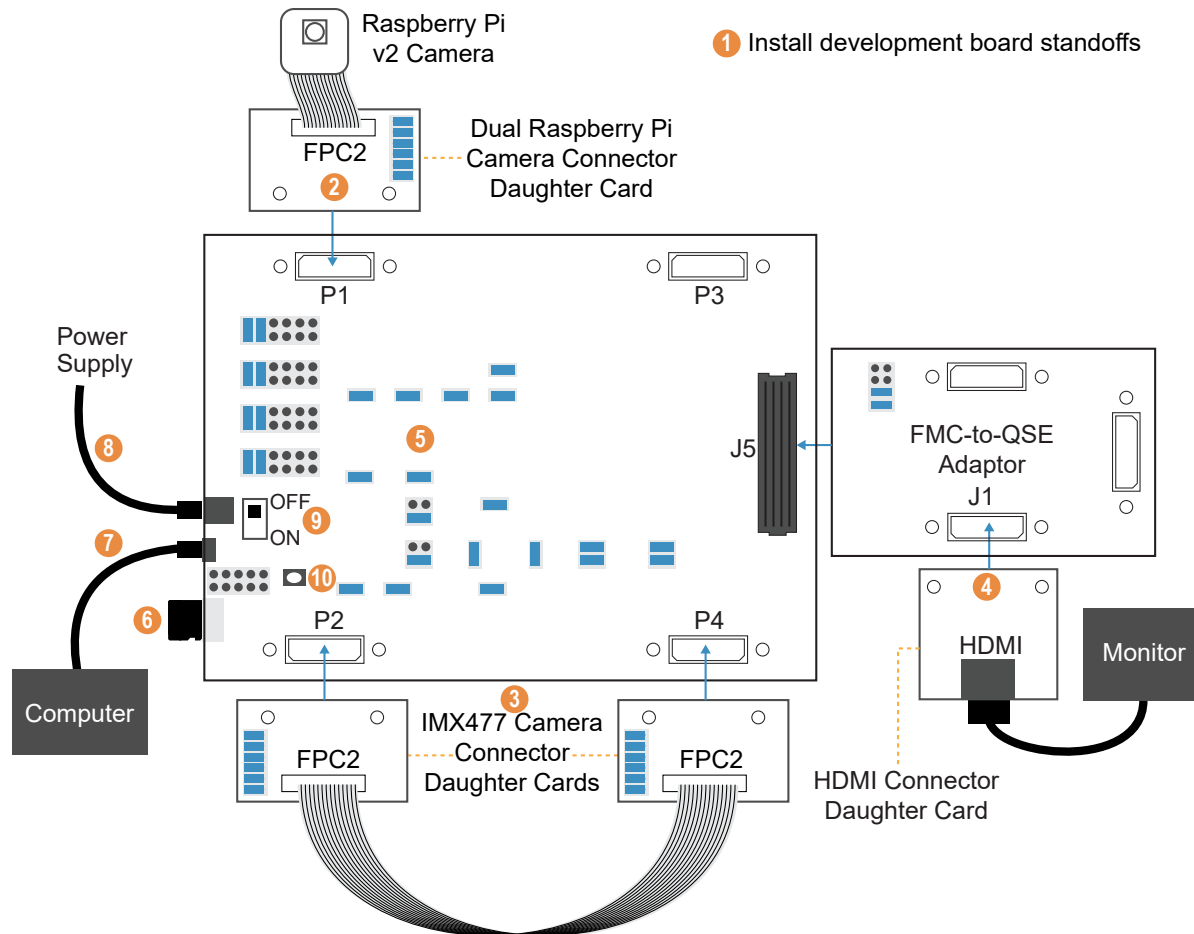 Raspberry Pi
v2 Camera
1 Install development board standoffs
FPC2
2
Dual Raspberry Pi
Camera Connector
Daughter Card
P1
P3
Power
Supply
8
5
J5
FMC-to-QSE
Adaptor
J1
OFF
9
ON
7
10
6
4
P2
P4
HDMI
Monitor
Computer
3
IMX477 Camera
Connector
Daughter Cards
FPC2
FPC2
HDMI Connector
Daughter Card